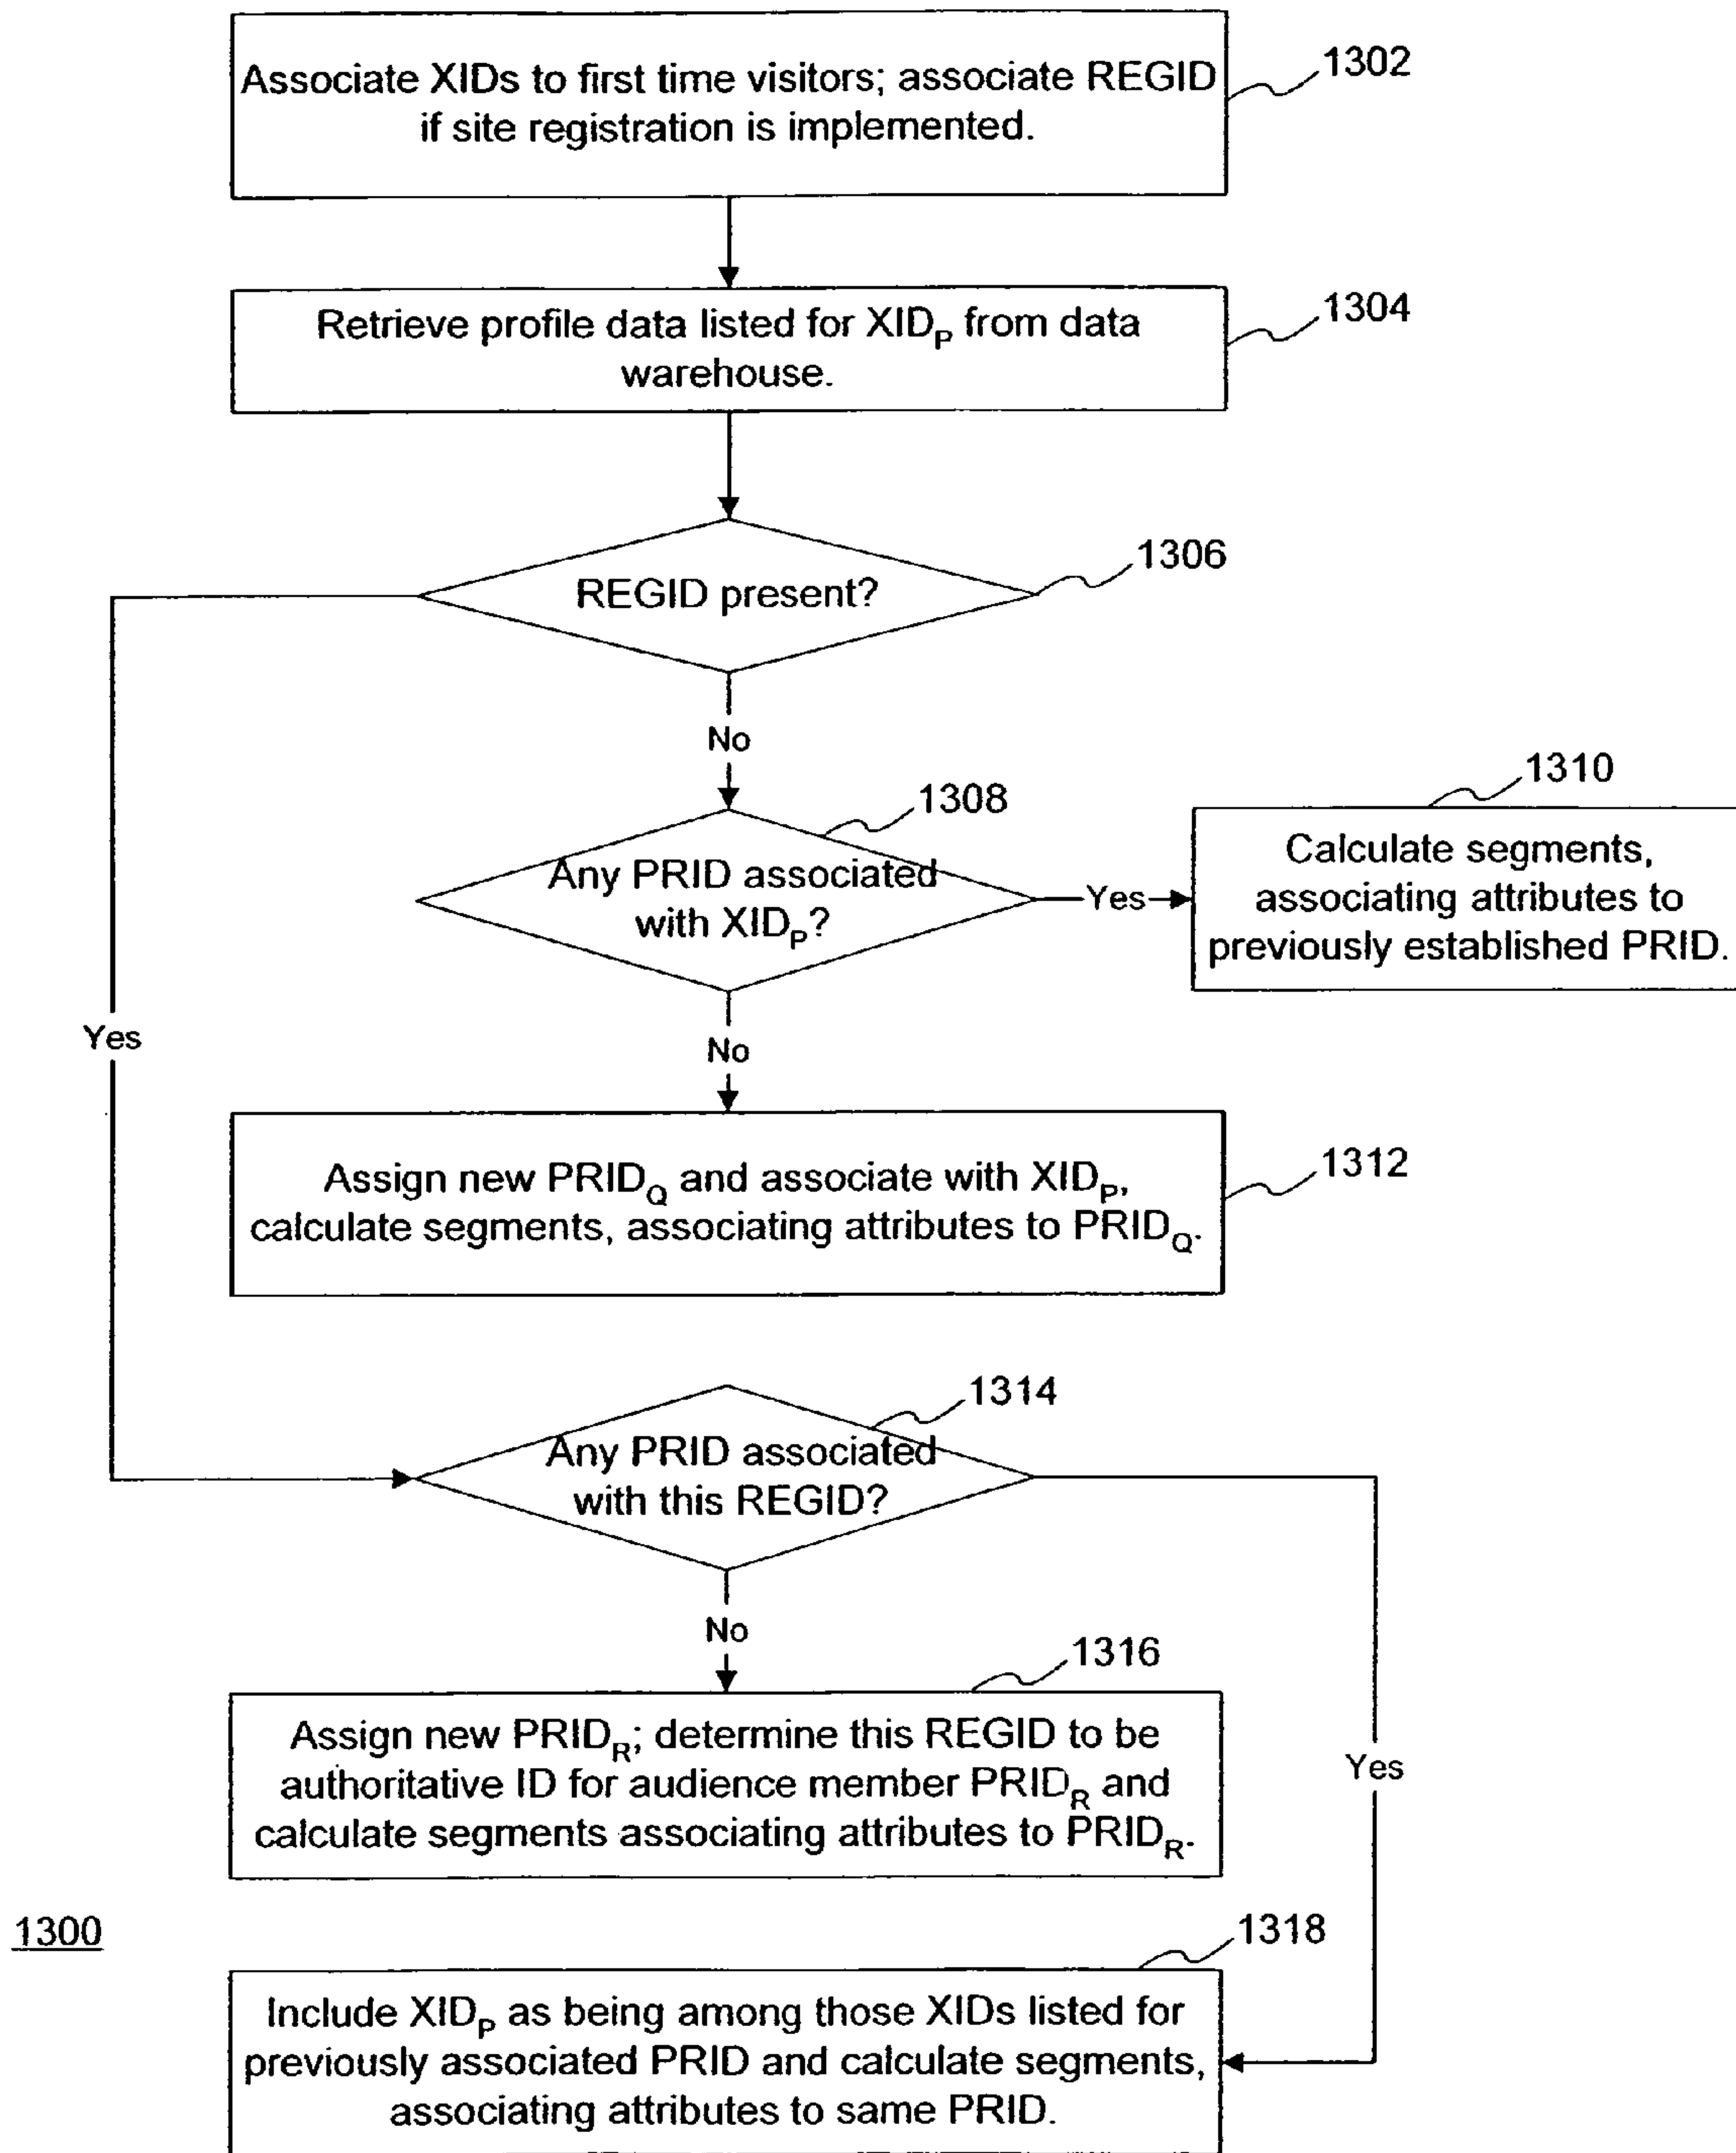 Associate XIDs to first time visitors; associate REGID
if site registration is implemented.
1302
Retrieve profile data listed for XIDP from data
warehouse.
1304
REGID present?
1306
No
Yes
Any PRID associated
with XIDP?
1308
Yes
Calculate segments,
associating attributes to
previously established PRID.
1310
No
Assign new PRIDQ and associate with XIDP,
calculate segments, associating attributes to PRIDQ.
1312
Any PRID associated
with this REGID?
1314
No
Yes
Assign new PRIDR; determine this REGID to be
authoritative ID for audience member PRIDR and
calculate segments associating attributes to PRIDR.
1316
1300
Include XIDP as being among those XIDs listed for
previously associated PRID and calculate segments,
associating attributes to same PRID.
1318